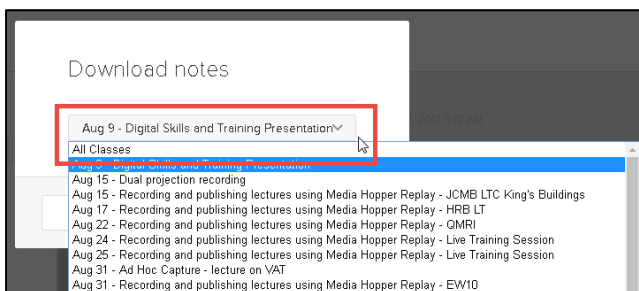 Download notes
Aug 9 - Digital Skills and Training Presentation
2017 11:12 AM
All Classes
Aug 9 - Digital Skills and Training Presentation
Aug 15 - Dual projection recording
Aug 15 - Recording and publishing lectures using Media Hopper Replay - JCMB LTC King's Buildings
Aug 17 - Recording and publishing lectures using Media Hopper Replay - HRB LT
Aug 22 - Recording and publishing lectures using Media Hopper Replay - QMRI
Aug 24 - Recording and publishing lectures using Media Hopper Replay - Live Training Session
Aug 25 - Recording and publishing lectures using Media Hopper Replay - Live Training Session
Aug 31 - Ad Hoc Capture - lecture on VAT
Aug 31 - Recording and publishing lectures using Media Hopper Replay - EW10